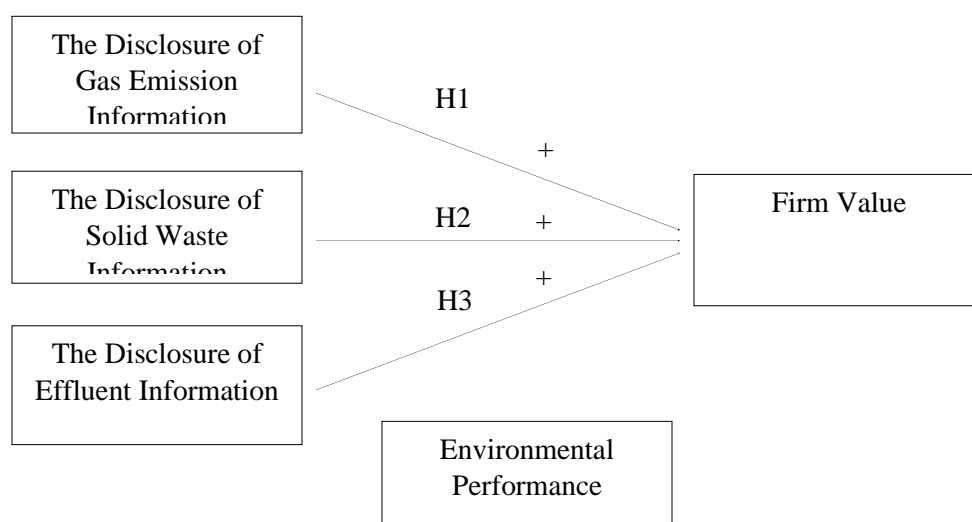 The Disclosure of
Gas Emission
Information
H1
+
The Disclosure of
Solid Waste
Information
H2
+
Firm Value
+
H3
The Disclosure of
Effluent Information
Environmental
Performance